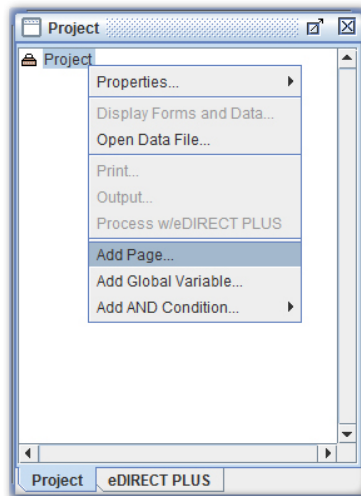 Project
Project
Properties...
Display Forms and Data...
Open Data File...
Print...
Output...
Process w/eDIRECT PLUS
Add Page...
Add Global Variable...
Add AND Condition...
Project eDIRECT PLUS